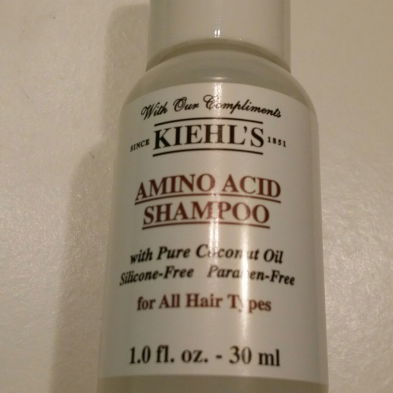 With Our Compliments
SINCE KIEHL'S 1851
AMINO ACID
SHAMPOO
with Pure Coconut Oil
Silicone-Free Paraben-Free
for All Hair Types
1.0 fl. oz. - 30 ml